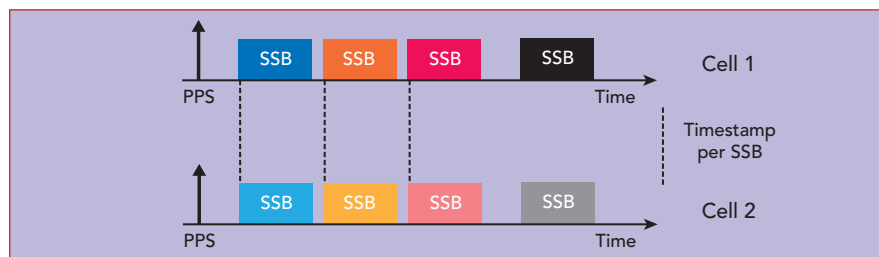 SSB SSB SSB SSB
Cell 1
PPS
Time
Timestamp
per SSB
SSB SSB SSB SSB
Cell 2
PPS
Time